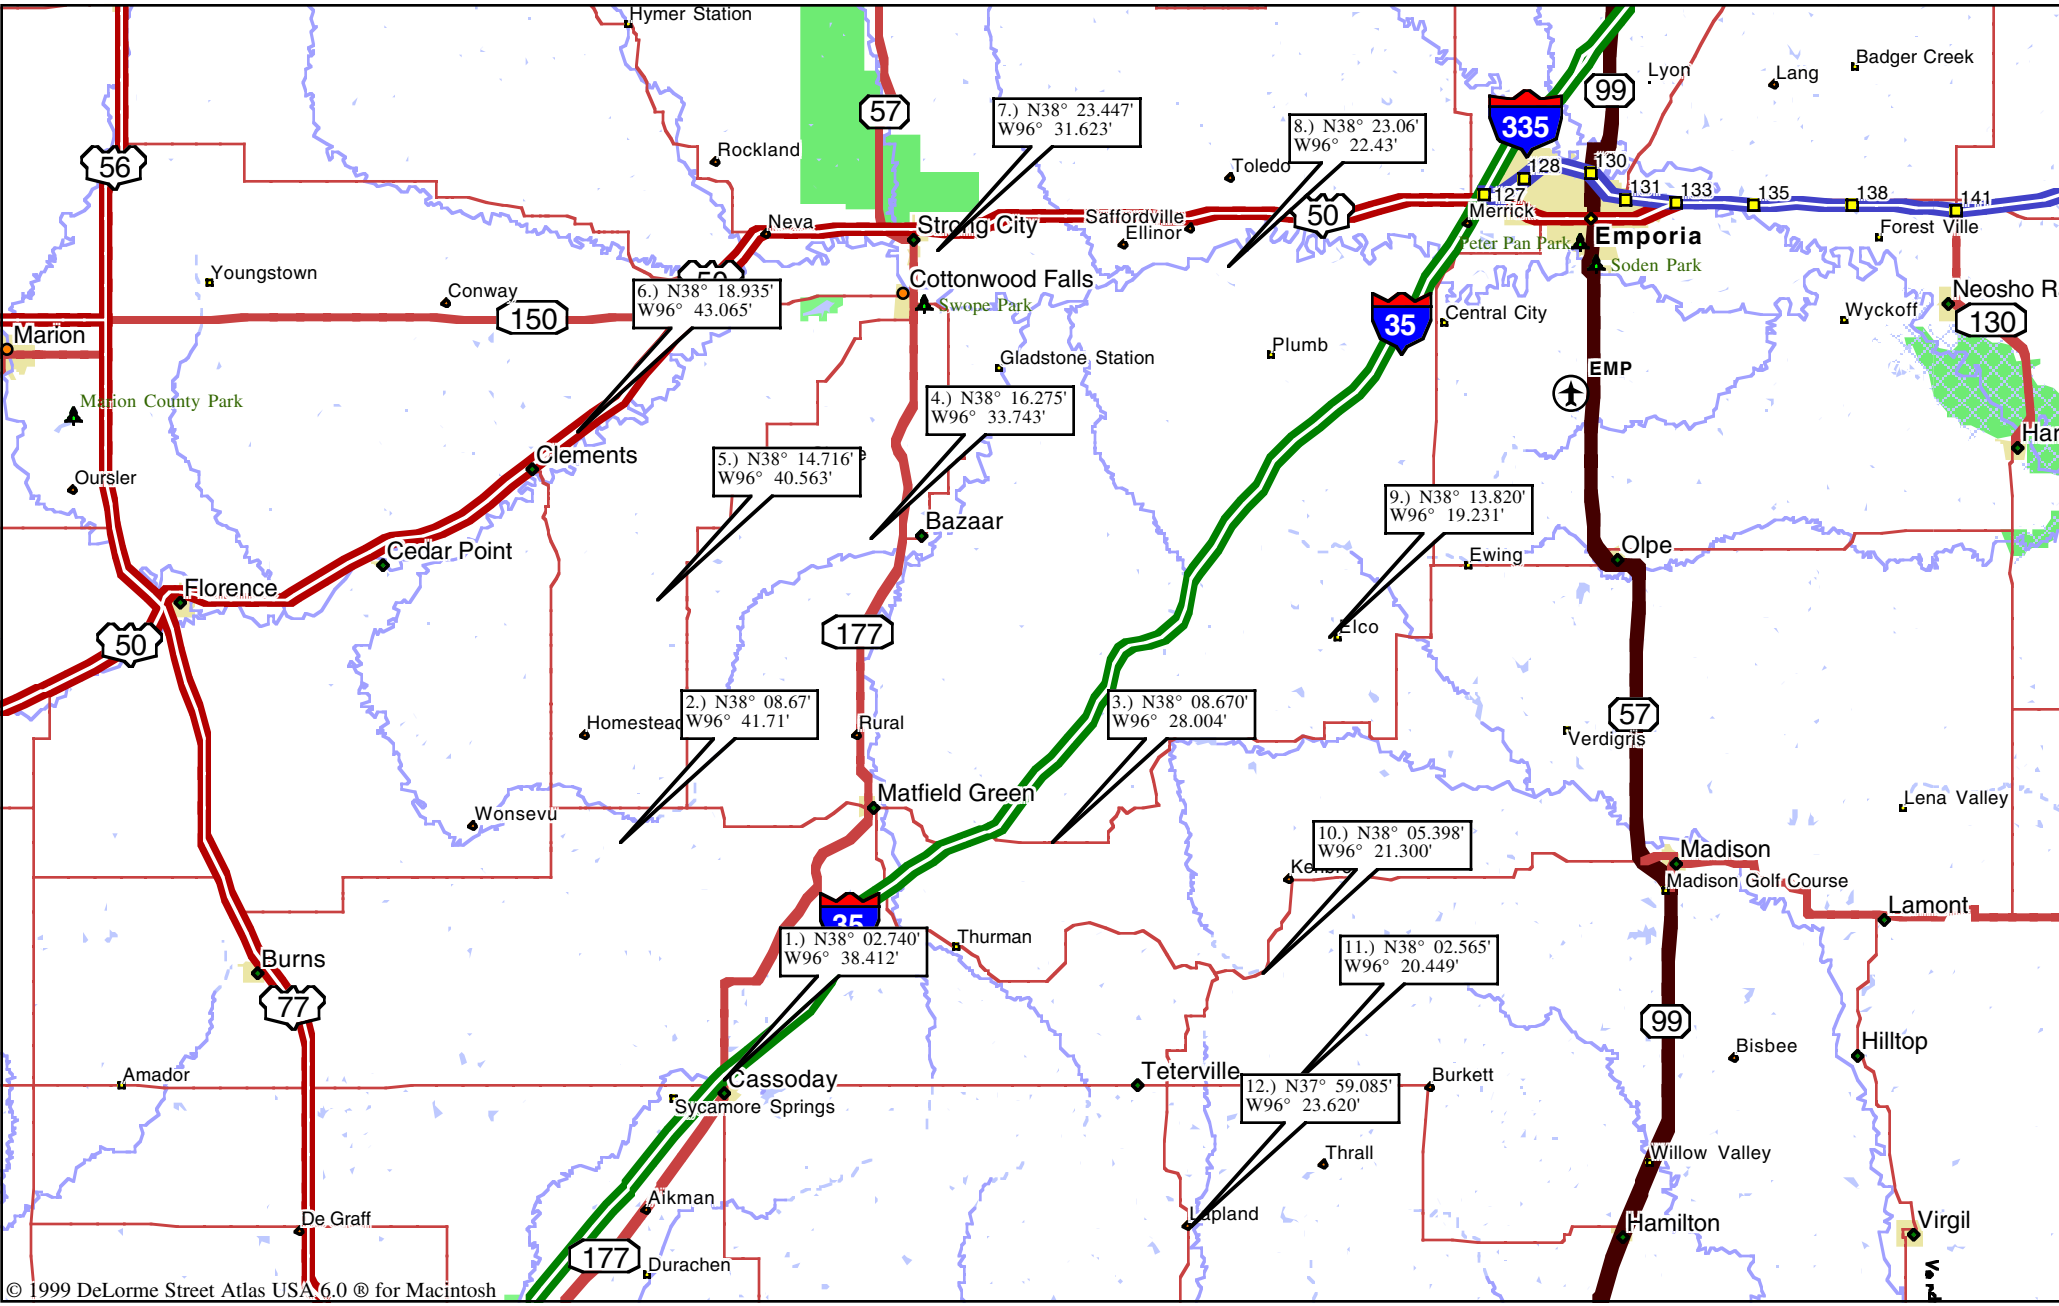 Hymer Station
Lyon
Lang
Badger Creek
56
57
99
335
7.) N38° 23.447'
W96° 31.623'
8.) N38° 23.06'
W96° 22.43'
Rockland
Toledo
128
130
127
131
133
135
138
141
Neva
Strong City
Saffordville
Ellinor
50
Merrick
Peter Pan Park
Emporia
Soden Park
Forest Ville
Youngstown
Conway
50
6.) N38° 18.935'
W96° 43.065'
Cottonwood Falls
Swope Park
150
35
Central City
Wyckoff
Neosho R
130
Marion
Gladstone Station
Plumb
EMP
Marion County Park
4.) N38° 16.275'
W96° 33.743'
Clements
Har
5.) N38° 14.716'
W96° 40.563'
e
Oursler
9.) N38° 13.820'
W96° 19.231'
Bazaar
Cedar Point
Ewing
Olpe
Florence
50
177
Elco
2.) N38° 08.67'
W96° 41.71'
3.) N38° 08.670'
W96° 28.004'
57
Homestead
Rural
Verdigris
Wonsevu
Matfield Green
Lena Valley
10.) N38° 05.398'
W96° 21.300'
Madison
Madison Golf Course
Lamont
35
1.) N38° 02.740'
W96° 38.412'
Thurman
11.) N38° 02.565'
W96° 20.449'
Burns
77
99
Bisbee
Hilltop
Amador
Cassoday
Sycamore Springs
Teterville
12.) N37° 59.085'
W96° 23.620'
Burkett
Thrall
Willow Valley
Aikman
De Graff
Lapland
Hamilton
Virgil
177
Durachen
© 1999 DeLorme Street Atlas USA 6.0 ® for Macintosh